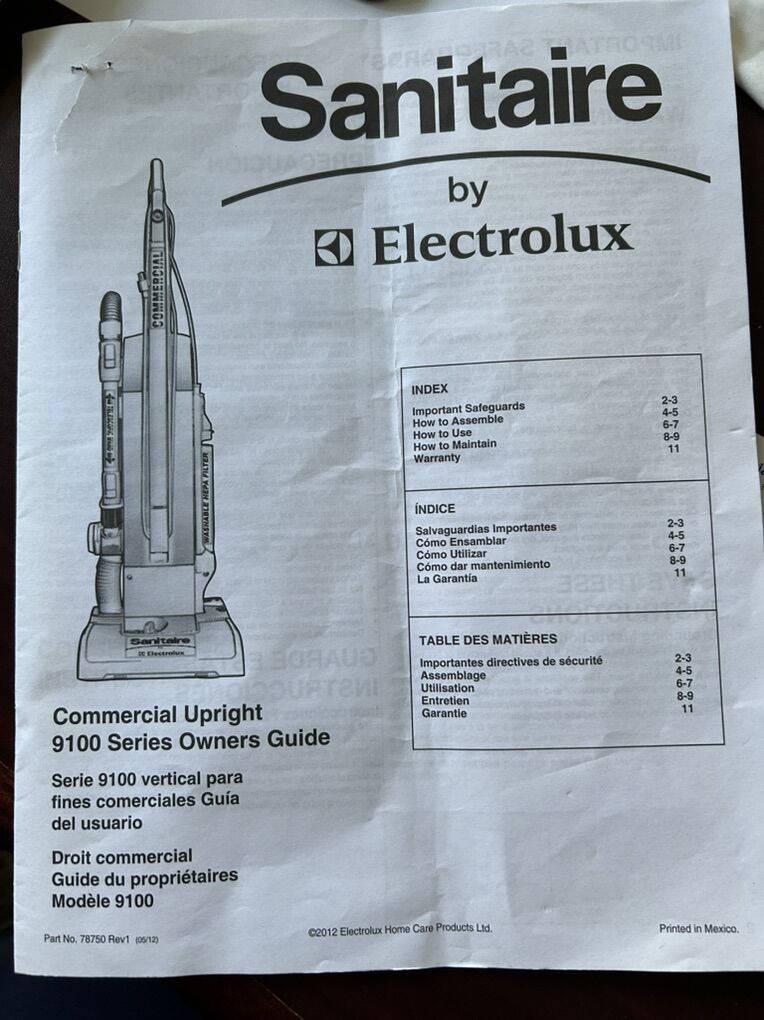 Sanitaire
by
Electrolux
COMMERCIAL
WASHABLE HEPA FILTER
Sanitaire
by
Electrolux
INDEX
Important Safeguards 2-3
How to Assemble 4-5
How to Use 6-7
How to Maintain 8-9
Warranty 11
ÍNDICE
Salvaguardias Importantes 2-3
Cómo Ensamblar 4-5
Cómo Utilizar 6-7
Cómo dar mantenimiento 8-9
La Garantía 11
TABLE DES MATIÈRES
Importantes directives de sécurité 2-3
Assemblage 4-5
Utilisation 6-7
Entretien 8-9
Garantie 11
Commercial Upright
9100 Series Owners Guide
Serie 9100 vertical para
fines comerciales Guía
del usuario
Droit commercial
Guide du propriétaires
Modèle 9100
Part No. 78750 Rev1 (05/12)
©2012 Electrolux Home Care Products Ltd.
Printed in Mexico.